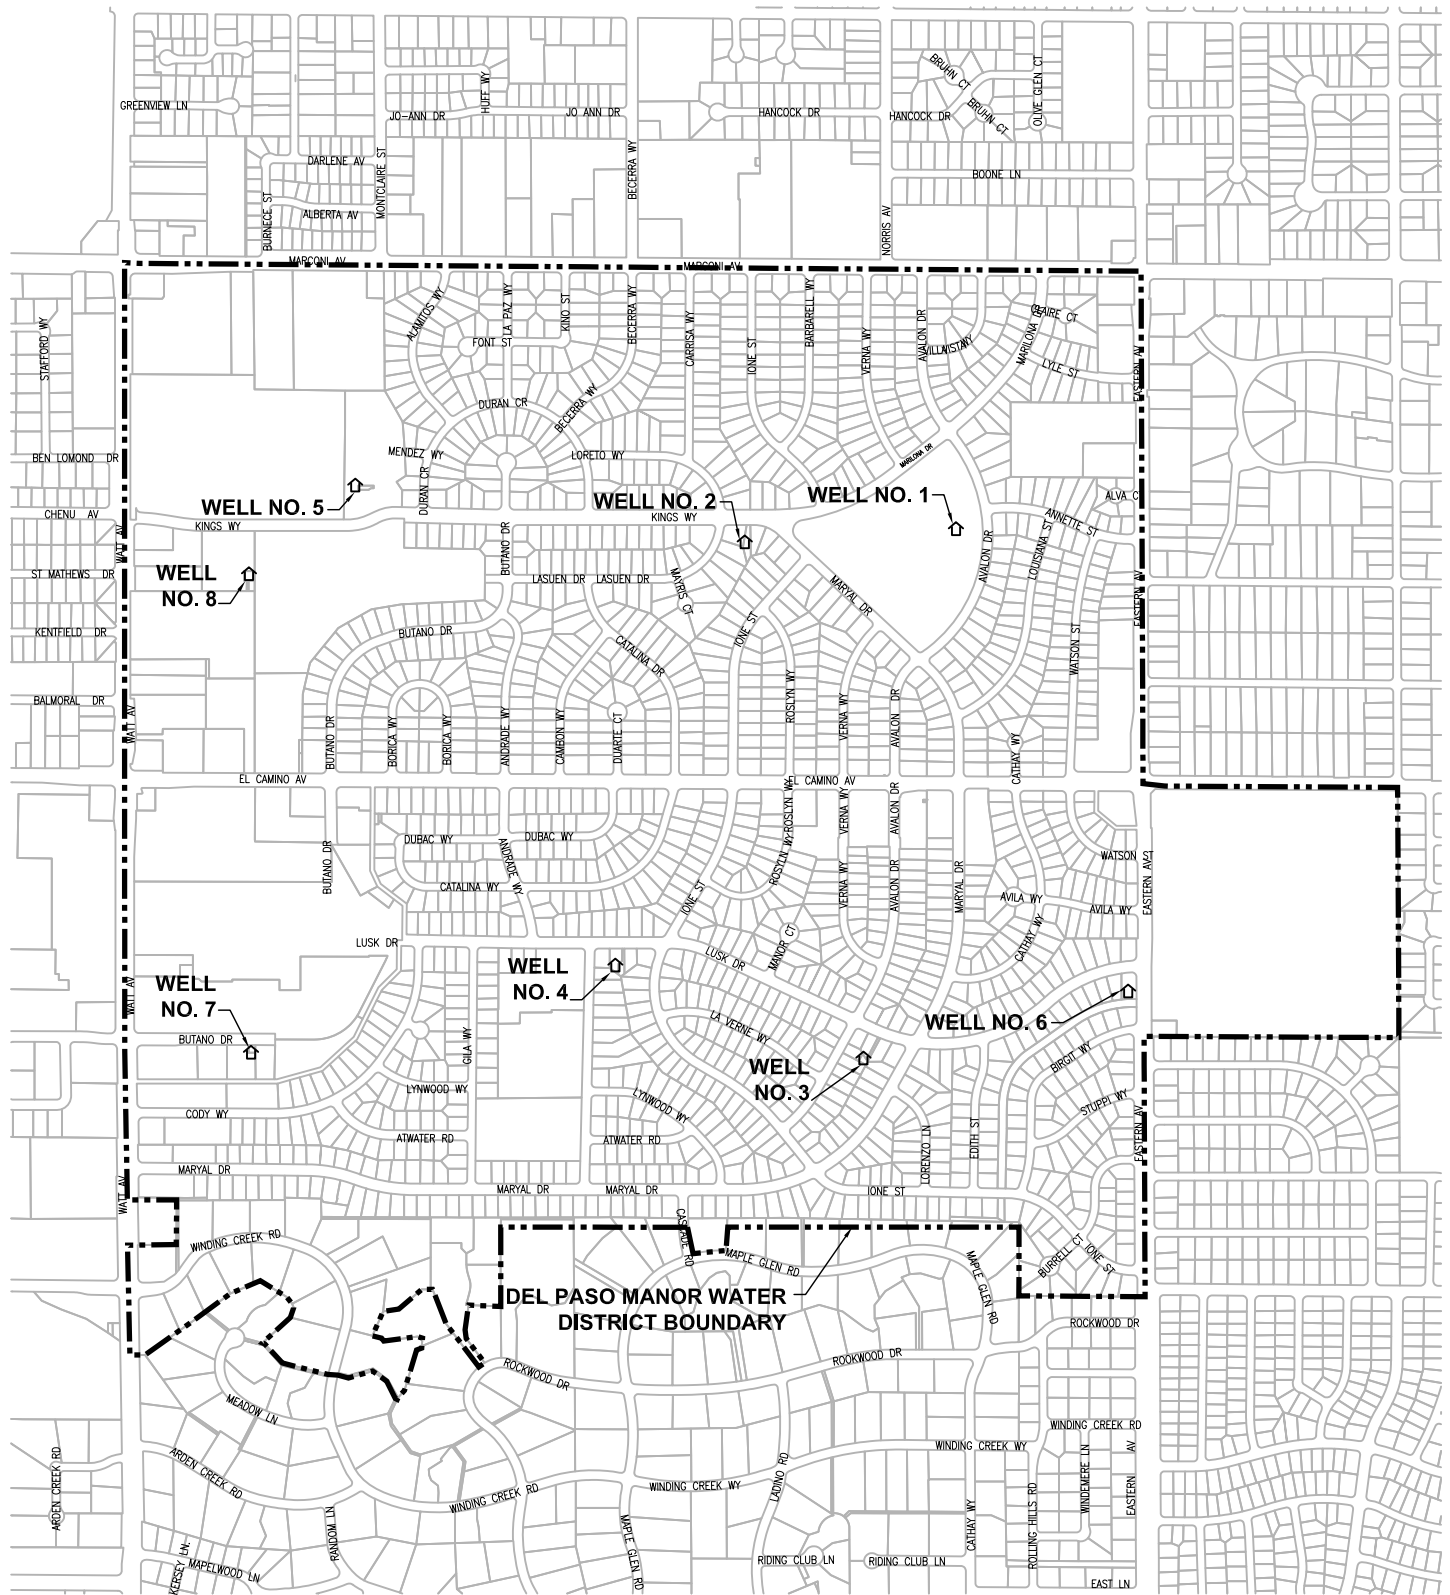 GREENVIEW LN
HUFF WY
JO-ANN DR
JO ANN DR
HANCOCK DR
HANCOCK DR
BRUHN CT
BRUHN CT
OLIVE GLEN CT
DARLENE AV
MONTCLAIRE ST
BECERRA WY
BOONE LN
BURNECE ST
ALBERTA AV
NORRIS AV
MARCONI AV
MARCONI AV
STAFFORD WY
ALAMITOS WY
LA PAZ WY
KINO ST
FONT ST
BECERRA WY
CARRISA WY
IONE ST
BARBARELL WY
VERNA WY
AVALON DR
VILLAVISTAWY
MARILONA DR
CLAIRE CT
LYLE ST
EASTERN AV
DURAN CR
BECERRA WY
MENDEZ WY
DURAN CR
LORETO WY
MARILONA DR
BEN LOMOND DR
WELL NO. 5
WELL NO. 2
WELL NO. 1
ALVA C
CHENU AV
WATT AV
KINGS WY
KINGS WY
BUTANO DR
ANNETTE ST
LOUISIANA ST
AVALON DR
ST MATHEWS DR
WELL
NO. 8
LASUEN DR
LASUEN DR
MAYRIS CT
MARYAL DR
EASTERN AV
KENTFIELD DR
BUTANO DR
IONE ST
CATALINA DR
WATSON ST
BALMORAL DR
WATT AV
BUTANO DR
BORICA WY
BORICA WY
ANDRADE WY
CAMBON WY
DUARTE CT
ROSLYN WY
VERNA WY
AVALON DR
CATHAY WY
EL CAMINO AV
EL CAMINO AV
BUTANO DR
DUBAC WY
DUBAC WY
ANDRADE WY
CATALINA WY
IONE ST
ROSLYN WY
ROSYLN WY
VERNA WY
VERNA WY
AVALON DR
AVALON DR
MARYAL DR
WATSON ST
AVILA WY
AVILA WY
CATHAY WY
EASTERN AV
LUSK DR
LUSK DR
MANOR CT
WATT AV
WELL
NO. 7
WELL
NO. 4
WELL NO. 6
BUTANO DR
GILA WY
LA VERNE WY
WELL
NO. 3
BIRGIT WY
LYNWOOD WY
LYNWOOD WY
STUPPI WY
CODY WY
ATWATER RD
ATWATER RD
LORENZO LN
EDITH ST
EASTERN AV
MARYAL DR
MARYAL DR
MARYAL DR
IONE ST
WATT AV
WINDING CREEK RD
CASCADE RD
MAPLE GLEN RD
MAPLE GLEN RD
BURRELL CT
IONE ST
DEL PASO MANOR WATER
DISTRICT BOUNDARY
ROCKWOOD DR
ROCKWOOD DR
ROOKWOOD DR
MEADOW LN
WINDING CREEK RD
WINDING CREEK WY
ARDEN CREEK RD
ARDEN CREEK RD
WINDING CREEK RD
WINDING CREEK WY
LADINO RD
CATHAY WY
ROLLING HILLS RD
WINDEMERE LN
EASTERN AV
RANDOM LN
MAPLE GLEN RD
KERSEY LN.
MAPELWOOD LN
RIDING CLUB LN
RIDING CLUB LN
EAST LN